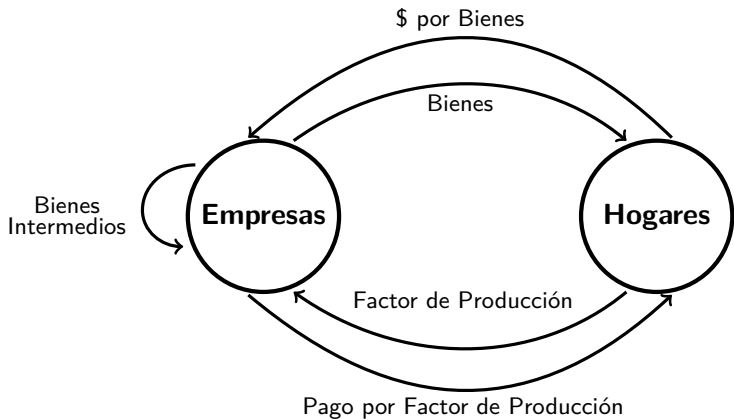 $ por Bienes
Bienes
Bienes
Intermedios
Empresas
Hogares
Factor de Producción
Pago por Factor de Producción